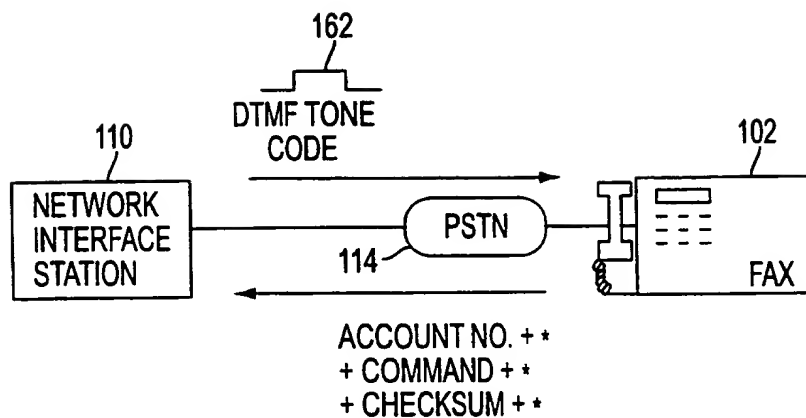 162
DTMF TONE
CODE
110
102
NETWORK
INTERFACE
STATION
PSTN
114
FAX
ACCOUNT NO. + *
+ COMMAND + *
+ CHECKSUM + *